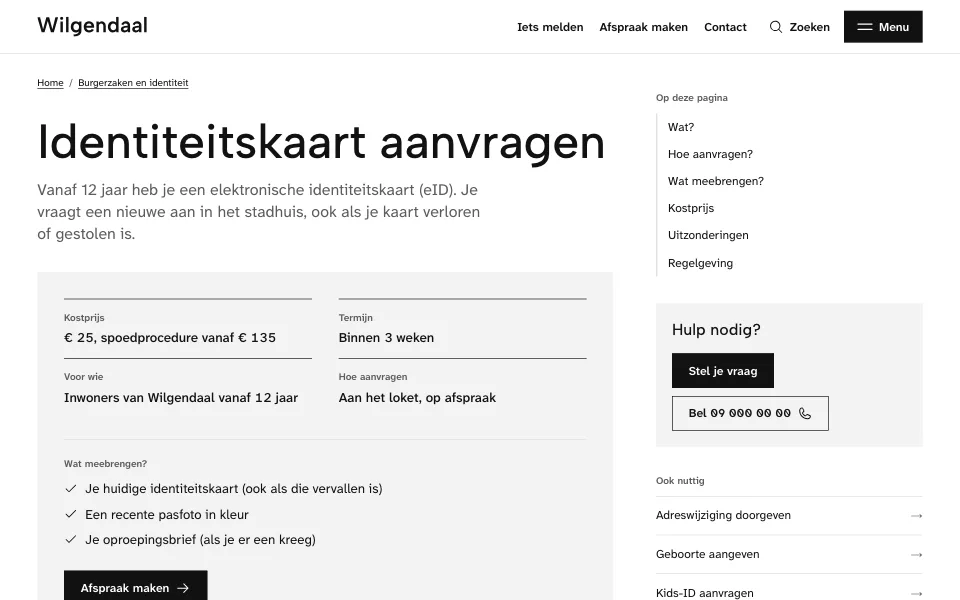 Wilgendaal
Iets melden
Afspraak maken
Contact
Zoeken
Menu
Home / Burgerzaken en identiteit
Identiteitskaart aanvragen
Vanaf 12 jaar heb je een elektronische identiteitskaart (eID). Je
vraagt een nieuwe aan in het stadhuis, ook als je kaart verloren
of gestolen is.
Kostprijs
€ 25, spoedprocedure vanaf € 135
Termijn
Binnen 3 weken
Voor wie
Inwoners van Wilgendaal vanaf 12 jaar
Hoe aanvragen
Aan het loket, op afspraak
Wat meebrengen?
Je huidige identiteitskaart (ook als die vervallen is)
Een recente pasfoto in kleur
Je oproepingsbrief (als je er een kreeg)
Afspraak maken →
Op deze pagina
Wat?
Hoe aanvragen?
Wat meebrengen?
Kostprijs
Uitzonderingen
Regelgeving
Hulp nodig?
Stel je vraag
Bel 09 000 00 00
Ook nuttig
Adreswijziging doorgeven →
Geboorte aangeven →
Kids-ID aanvragen →